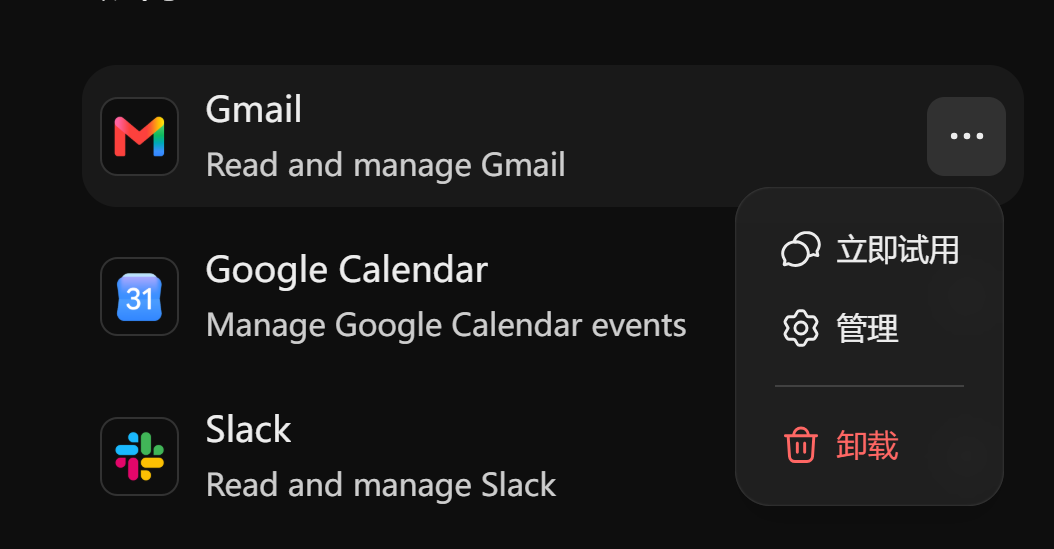 Gmail
Read and manage Gmail
立即试用
Google Calendar
Manage Google Calendar events
管理
Slack
Read and manage Slack
卸载
31